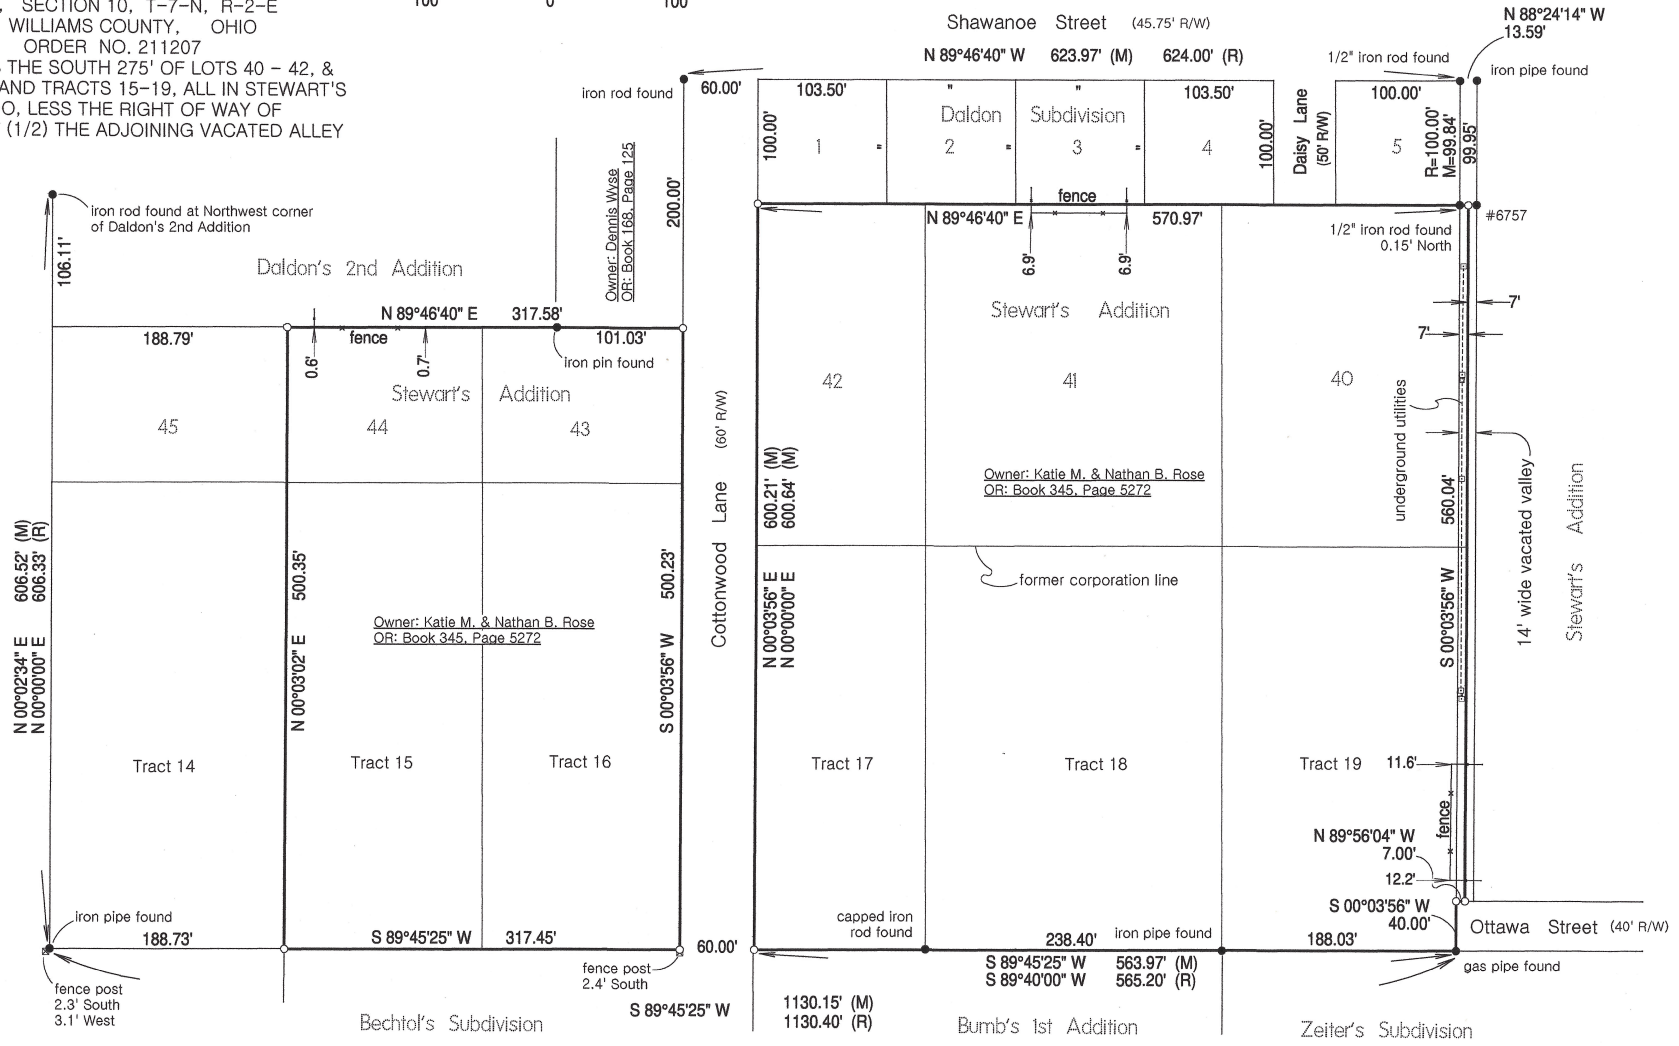 SECTION 10, T-7-N, R-2-E
WILLIAMS COUNTY, OHIO
ORDER NO. 211207
THE SOUTH 275' OF LOTS 40 - 42, &
AND TRACTS 15-19, ALL IN STEWART'S
O, LESS THE RIGHT OF WAY OF
(1/2) THE ADJOINING VACATED ALLEY
100 0 100
Shawanoe Street (45.75' R/W)
N 89°46'40" W 623.97' (M) 624.00' (R)
N 88°24'14" W
13.59'
1/2" iron rod found
iron pipe found
iron rod found
60.00'
103.50'
"
"
103.50'
100.00'
Daldon Subdivision
1
"
2
"
3
"
4
5
100.00'
100.00'
Daisy Lane
(50' R/W)
R=100.00'
M=99.84'
99.95'
fence
N 89°46'40" E 570.97'
6.9'
6.9'
1/2" iron rod found
0.15' North
#6757
iron rod found at Northwest corner
of Daldon's 2nd Addition
106.11'
Daldon's 2nd Addition
Owner: Dennis Wyse
OR: Book 168, Page 125
200.00'
N 89°46'40" E 317.58'
188.79'
fence
101.03'
0.6'
0.7'
iron pin found
Stewart's Addition
45
44
43
Stewart's Addition
42
41
40
7'
7'
underground utilities
14' wide vacated valley
Stewart's Addition
Cottonwood Lane (60' R/W)
Owner: Katie M. & Nathan B. Rose
OR: Book 345, Page 5272
former corporation line
N 00°03'56" E 600.21' (M)
N 00°00'00" E 600.64' (M)
S 00°03'56" W 560.04'
N 00°02'34" E 606.52' (M)
N 00°00'00" E 606.33' (R)
N 00°03'02" E 500.35'
S 00°03'56" W 500.23'
Owner: Katie M. & Nathan B. Rose
OR: Book 345, Page 5272
Tract 14
Tract 15
Tract 16
Tract 17
Tract 18
Tract 19
11.6'
fence
N 89°56'04" W
7.00'
12.2'
S 00°03'56" W
40.00'
Ottawa Street (40' R/W)
gas pipe found
iron pipe found
188.73'
S 89°45'25" W 317.45'
60.00'
capped iron
rod found
238.40'
iron pipe found
188.03'
S 89°45'25" W 563.97' (M)
S 89°40'00" W 565.20' (R)
fence post
2.3' South
3.1' West
fence post
2.4' South
S 89°45'25" W
1130.15' (M)
1130.40' (R)
Bechtol's Subdivision
Bumb's 1st Addition
Zeiter's Subdivision